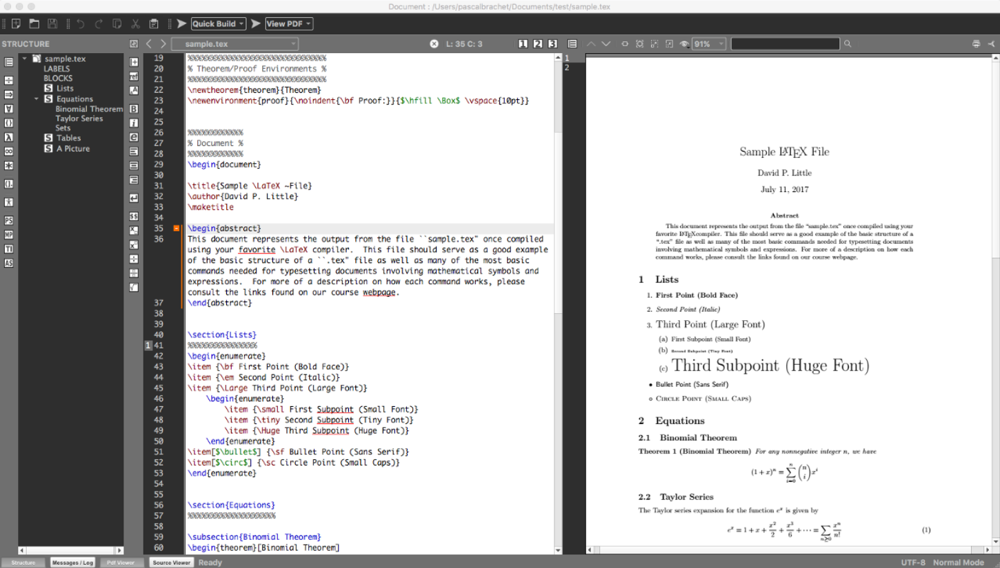 Document : /Users/pascalbrachet/Documents/test/sample.tex
Quick Build
View PDF
STRUCTURE
sample.tex
L: 35 C: 3
1 2 3
91%
sample.tex
LABELS
BLOCKS
S Lists
S Equations
Binomial Theorem
Taylor Series
Sets
S Tables
S A Picture
ref
B
i
e
$$
PS
MP
TI
AS
19 %%%%%%%%%%%%%%%%%%%%%%%%%%%%%%
20 % Theorem/Proof Environments %
21 %%%%%%%%%%%%%%%%%%%%%%%%%%%%%%
22 \newtheorem{theorem}{Theorem}
23 \newenvironment{proof}{\noindent{\bf Proof:}}{$\hfill \Box$ \vspace{10pt}}
24
25
26 %%%%%%%%%%%%
27 % Document %
28 %%%%%%%%%%%%
29 \begin{document}
30
31 \title{Sample \LaTeX ~File}
32 \author{David P. Little}
33 \maketitle
34
35 \begin{abstract}
36 This document represents the output from the file ``sample.tex" once compiled
using your favorite \LaTeX compiler.  This file should serve as a good example
of the basic structure of a ``.tex" file as well as many of the most basic
commands needed for typesetting documents involving mathematical symbols and
expressions.  For more of a description on how each command works, please
consult the links found on our course webpage.
37 \end{abstract}
38
39
40 \section{Lists}
1 41 %%%%%%%%%%%%%%%
42 \begin{enumerate}
43 \item {\bf First Point (Bold Face)}
44 \item {\em Second Point (Italic)}
45 \item {\Large Third Point (Large Font)}
46 \begin{enumerate}
47 \item {\small First Subpoint (Small Font)}
48 \item {\tiny Second Subpoint (Tiny Font)}
49 \item {\Huge Third Subpoint (Huge Font)}
50 \end{enumerate}
51 \item[$\bullet$] {\sf Bullet Point (Sans Serif)}
52 \item[$\circ$] {\sc Circle Point (Small Caps)}
53 \end{enumerate}
54
55
56 \section{Equations}
57 %%%%%%%%%%%%%%%%%%%
58
59 \subsection{Binomial Theorem}
60 \begin{theorem}[Binomial Theorem]
1
2
Sample LATEX File
David P. Little
July 11, 2017
Abstract
This document represents the output from the file “sample.tex" once compiled using your
favorite LATEXcompiler. This file should serve as a good example of the basic structure of a
“.tex" file as well as many of the most basic commands needed for typesetting documents
involving mathematical symbols and expressions. For more of a description on how each
command works, please consult the links found on our course webpage.
1 Lists
1. First Point (Bold Face)
2. Second Point (Italic)
3. Third Point (Large Font)
(a) First Subpoint (Small Font)
(b) Second Subpoint (Tiny Font)
(c) Third Subpoint (Huge Font)
• Bullet Point (Sans Serif)
∘ Circle Point (Small Caps)
2 Equations
2.1 Binomial Theorem
Theorem 1 (Binomial Theorem) For any nonnegative integer n, we have
(1 + x)^n = ∑_{i=0}^{n} (n i) x^i
2.2 Taylor Series
The Taylor series expansion for the function e^x is given by
e^x = 1 + x + x^2/2 + x^3/6 + ⋯ = ∑_{n≥0} x^n/n! (1)
Structure
Messages / Log
Pdf Viewer
Source Viewer
Ready
UTF-8
Normal Mode